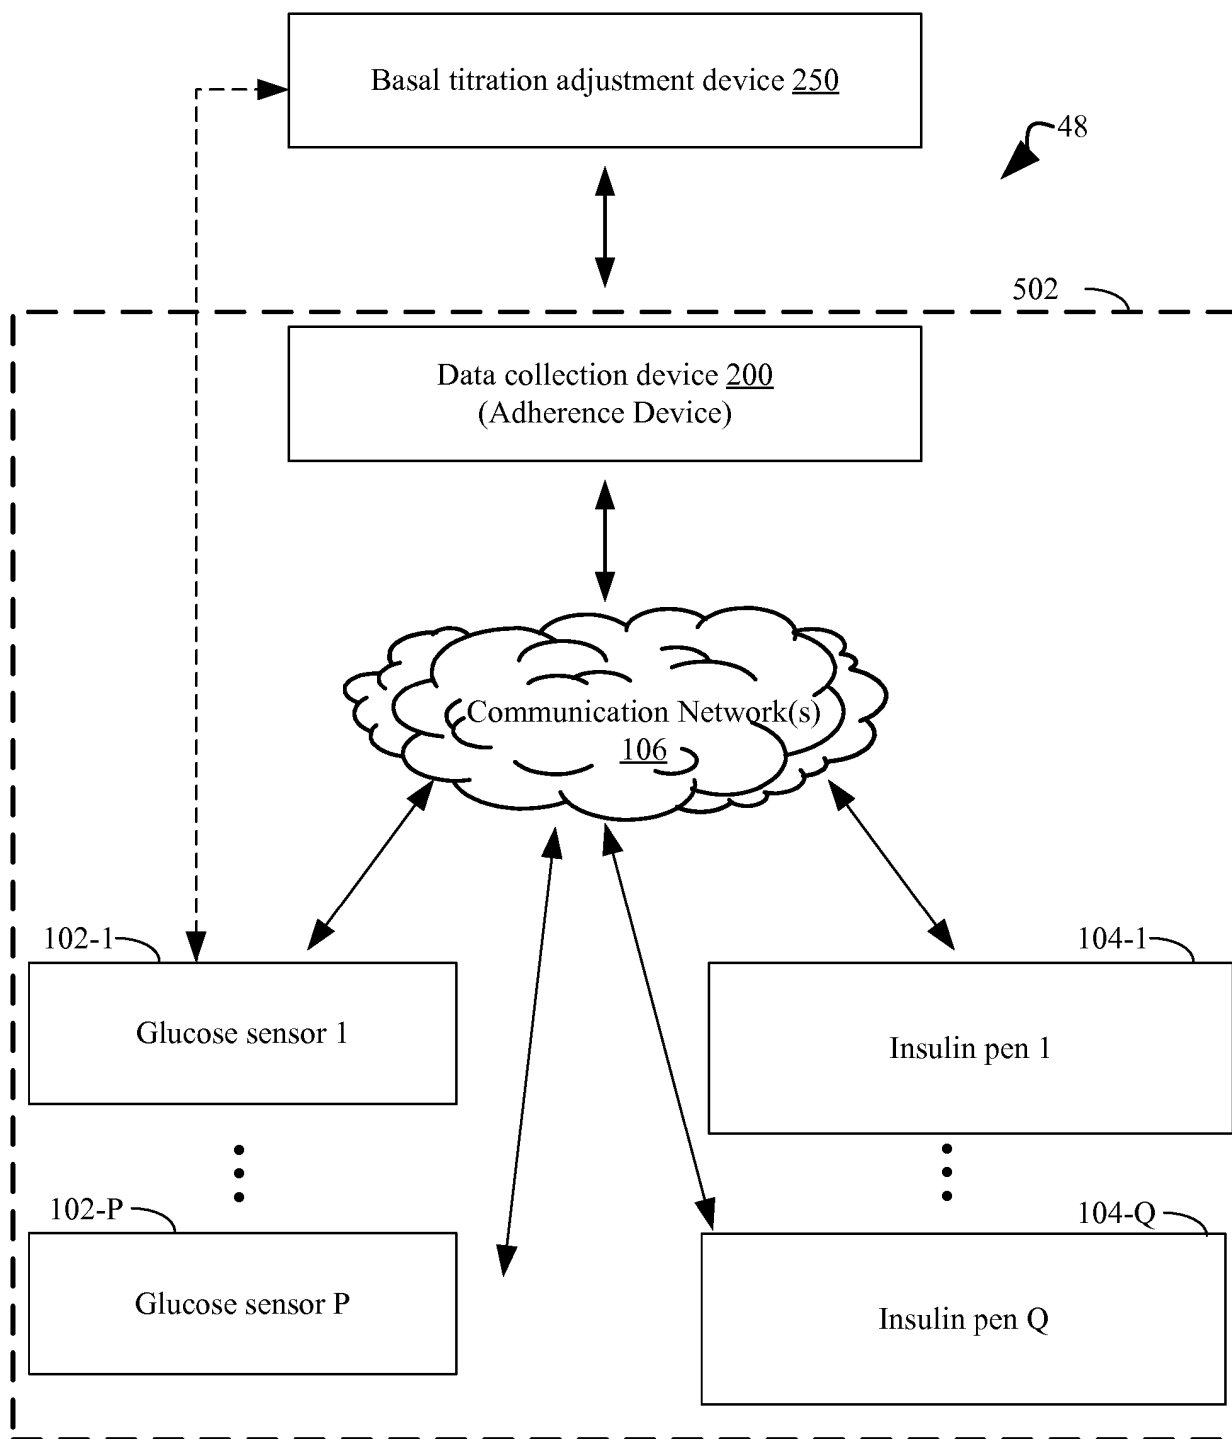 Basal titration adjustment device 250
48
502
Data collection device 200
(Adherence Device)
Communication Network(s)
106
102-1
104-1
Glucose sensor 1
Insulin pen 1
102-P
104-Q
Glucose sensor P
Insulin pen Q